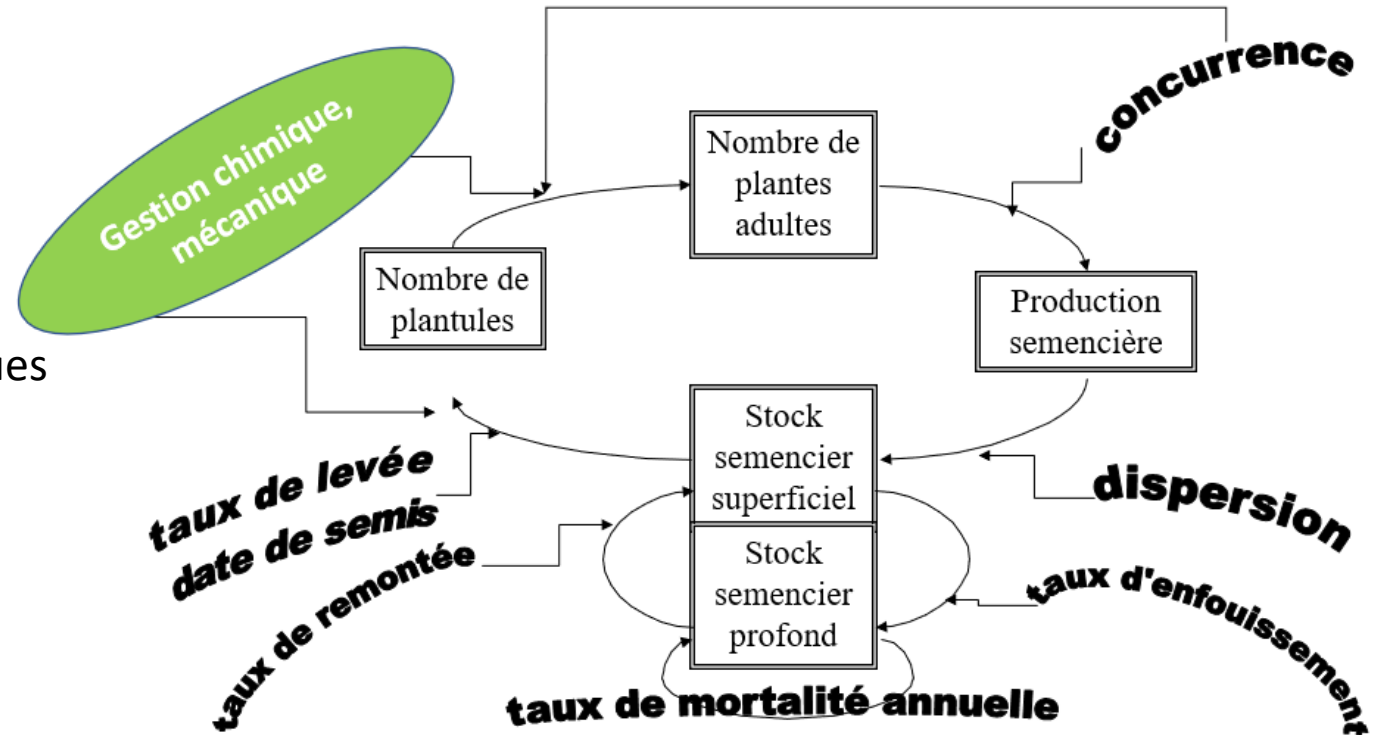 concurrence
Gestion chimique,
mécanique
Nombre de
plantes
adultes
Nombre de
plantules
Production
semencière
ues
Stock
semencier
superficiel
taux de levée
date de semis
dispersion
Stock
semencier
profond
taux de remontée
taux d'enfouissement
taux de mortalité annuelle